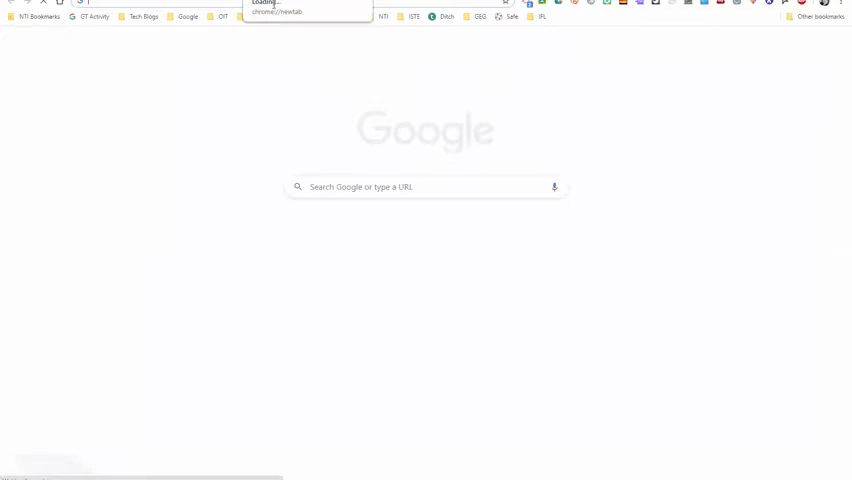 Loading...
chrome://newtab
NTI Bookmarks GT Activity Tech Blogs Google OIT NTI ISTE Ditch GEG Safe IFL Other bookmarks
Google
Search Google or type a URL